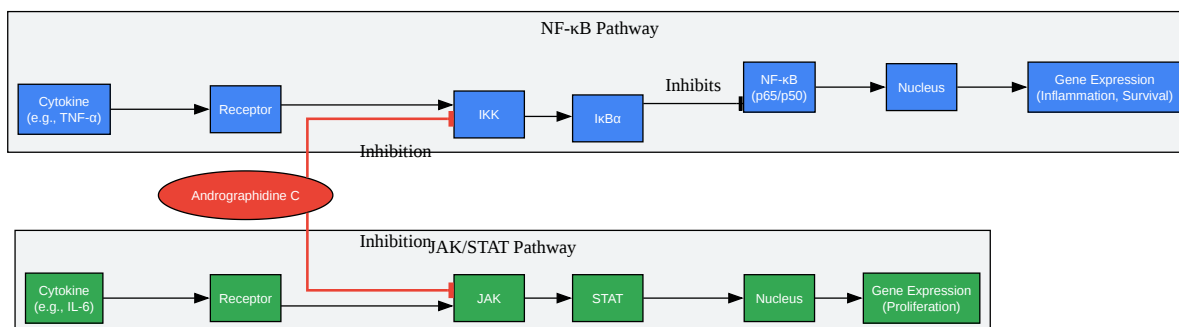 NF-κB Pathway
Cytokine
(e.g., TNF-α)
Receptor
IKK
IκBα
Inhibits
NF-κB
(p65/p50)
Nucleus
Gene Expression
(Inflammation, Survival)
Inhibition
Andrographidine C
Inhibition
JAK/STAT Pathway
Cytokine
(e.g., IL-6)
Receptor
JAK
STAT
Nucleus
Gene Expression
(Proliferation)